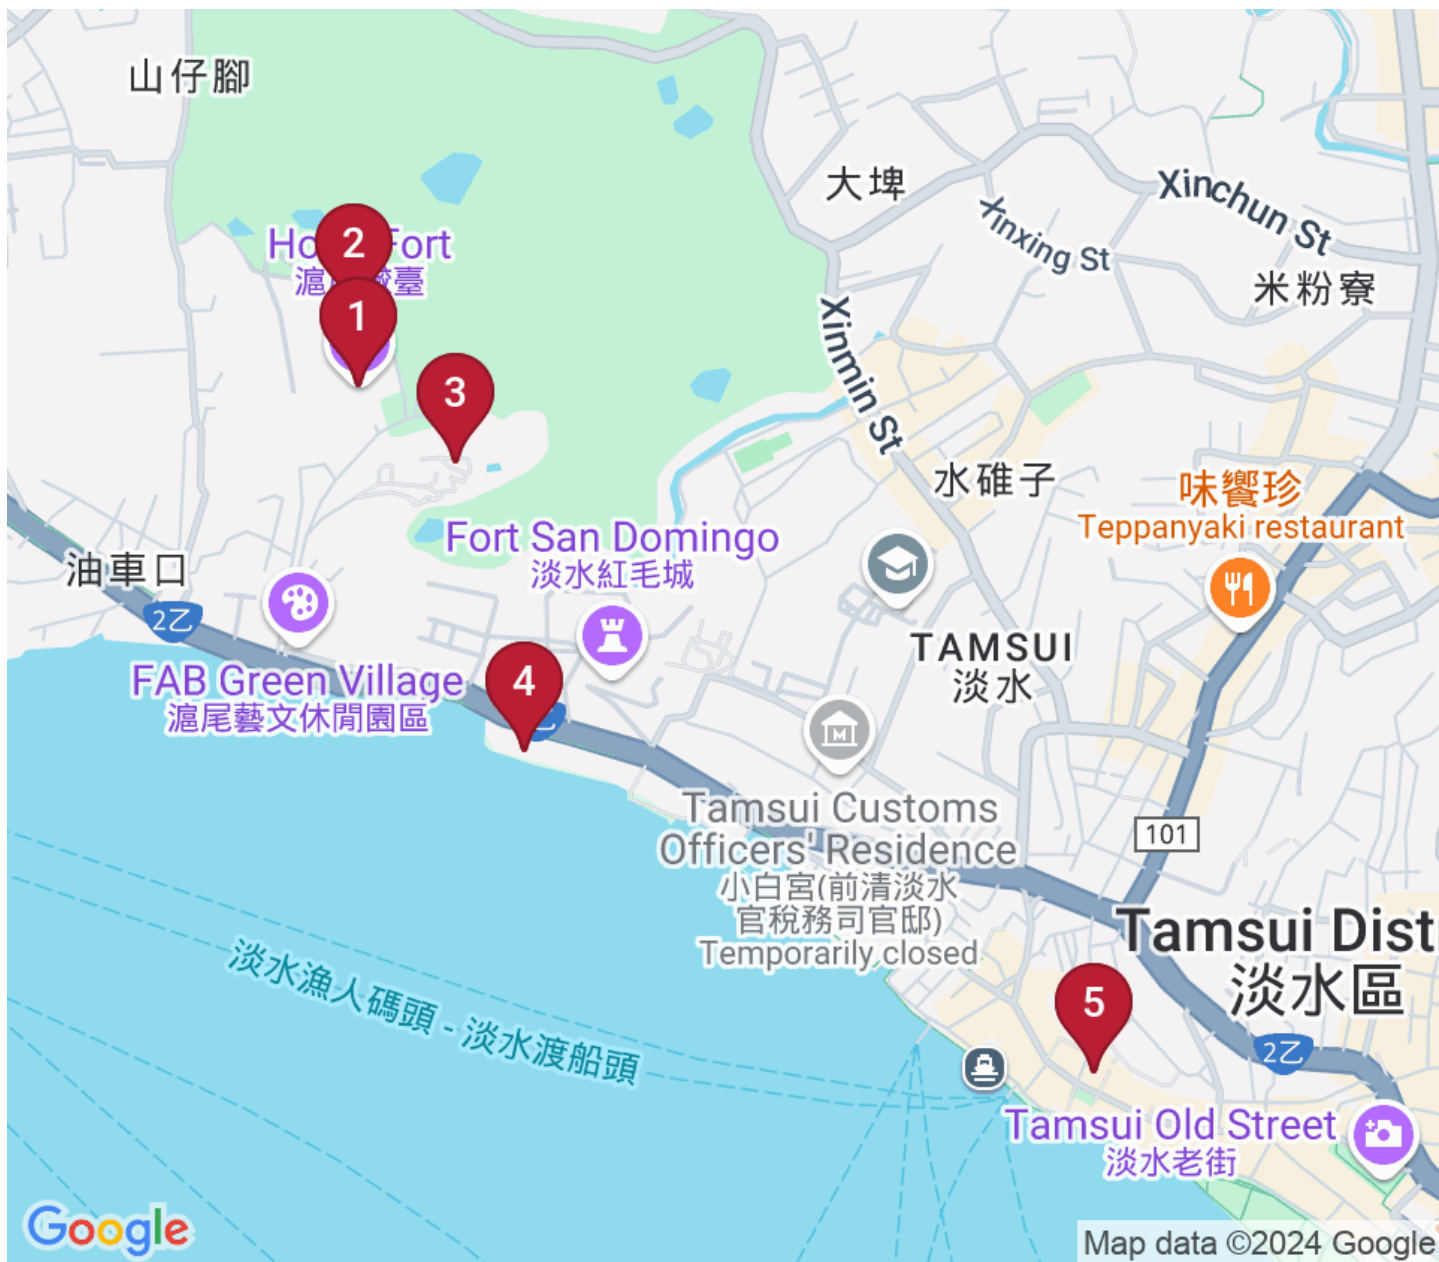 山仔腳
大埤
Xinchun St
Xinxing St
米粉寮
2
1
3
Xinmin St
水碓子
味饗珍
Teppanyaki restaurant
Fort San Domingo
淡水紅毛城
油車口
2乙
TAMSUI
淡水
FAB Green Village
滬尾藝文休閒園區
4
M
Tamsui Customs
Officers' Residence
小白宮(前清淡水
官稅務司官邸)
Temporarily closed
101
Tamsui Dist
淡水區
淡水漁人碼頭 - 淡水渡船頭
5
2乙
Tamsui Old Street
淡水老街
Google
Map data ©2024 Google